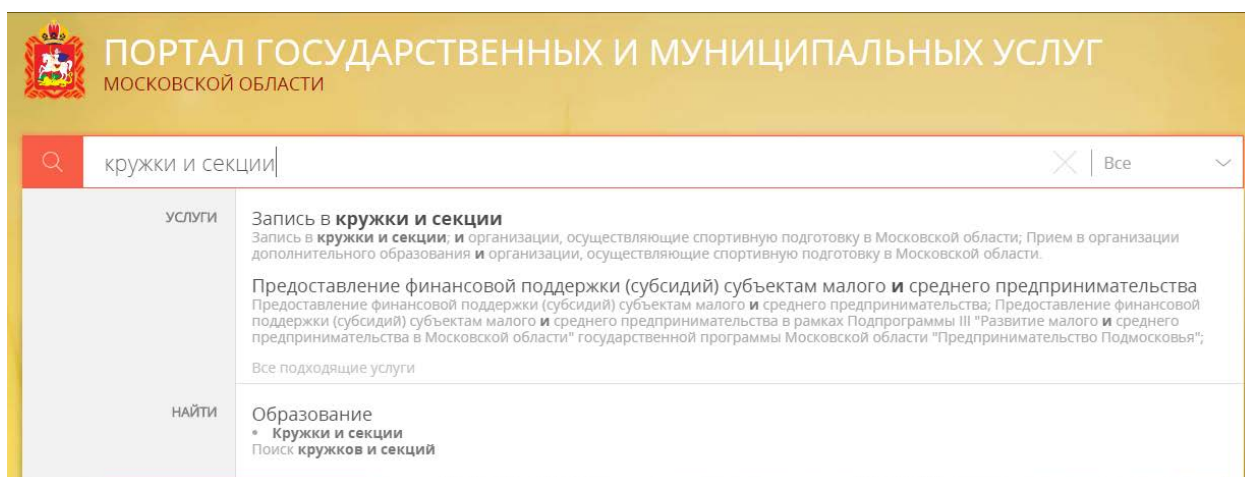 ПОРТАЛ ГОСУДАРСТВЕННЫХ И МУНИЦИПАЛЬНЫХ УСЛУГ
МОСКОВСКОЙ ОБЛАСТИ
кружки и секции
Все
УСЛУГИ
Запись в кружки и секции
Запись в кружки и секции; и организации, осуществляющие спортивную подготовку в Московской области; Прием в организации
дополнительного образования и организации, осуществляющие спортивную подготовку в Московской области.
Предоставление финансовой поддержки (субсидий) субъектам малого и среднего предпринимательства
Предоставление финансовой поддержки (субсидий) субъектам малого и среднего предпринимательства; Предоставление финансовой
поддержки (субсидий) субъектам малого и среднего предпринимательства в рамках Подпрограммы III "Развитие малого и среднего
предпринимательства в Московской области" государственной программы Московской области "Предпринимательство Подмосковья";
Все подходящие услуги
НАЙТИ
Образование
• Кружки и секции
Поиск кружков и секций